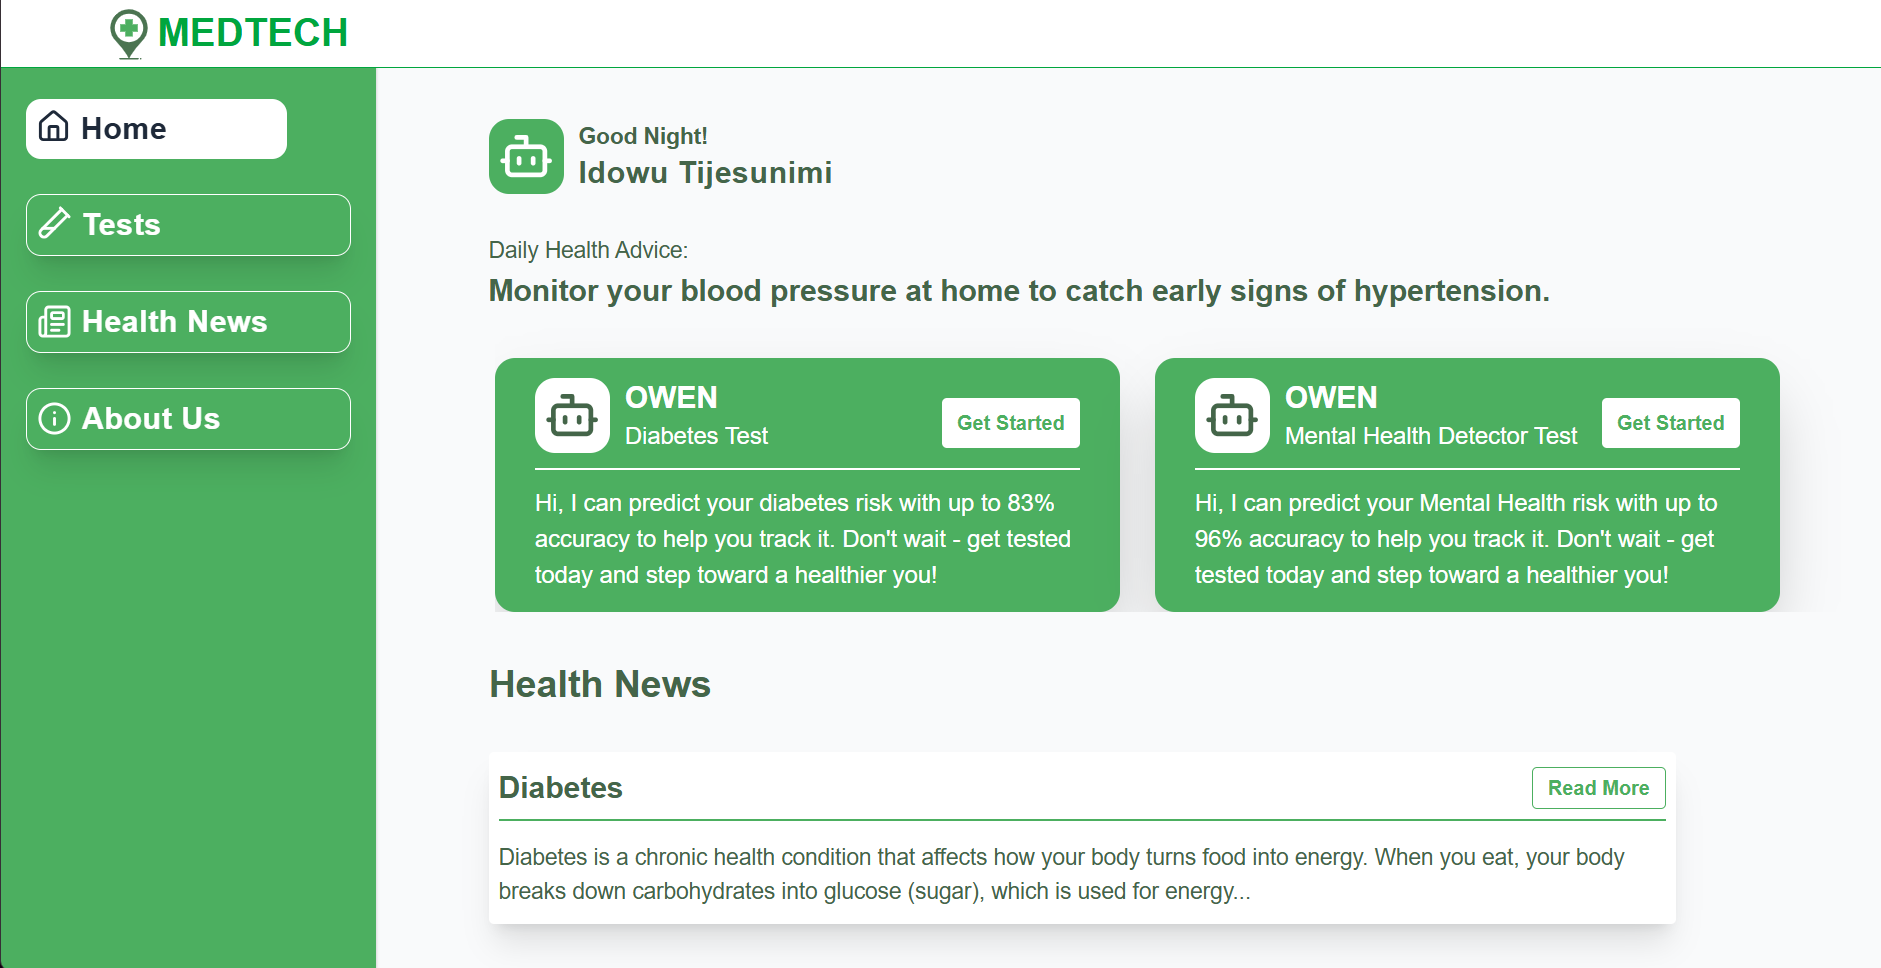 MEDTECH
Home
Tests
Health News
About Us
Good Night!
Idowu Tijesunimi
Daily Health Advice:
Monitor your blood pressure at home to catch early signs of hypertension.
OWEN
Diabetes Test
Get Started
Hi, I can predict your diabetes risk with up to 83%
accuracy to help you track it. Don't wait - get tested
today and step toward a healthier you!
OWEN
Mental Health Detector Test
Get Started
Hi, I can predict your Mental Health risk with up to
96% accuracy to help you track it. Don't wait - get
tested today and step toward a healthier you!
Health News
Diabetes
Read More
Diabetes is a chronic health condition that affects how your body turns food into energy. When you eat, your body
breaks down carbohydrates into glucose (sugar), which is used for energy...